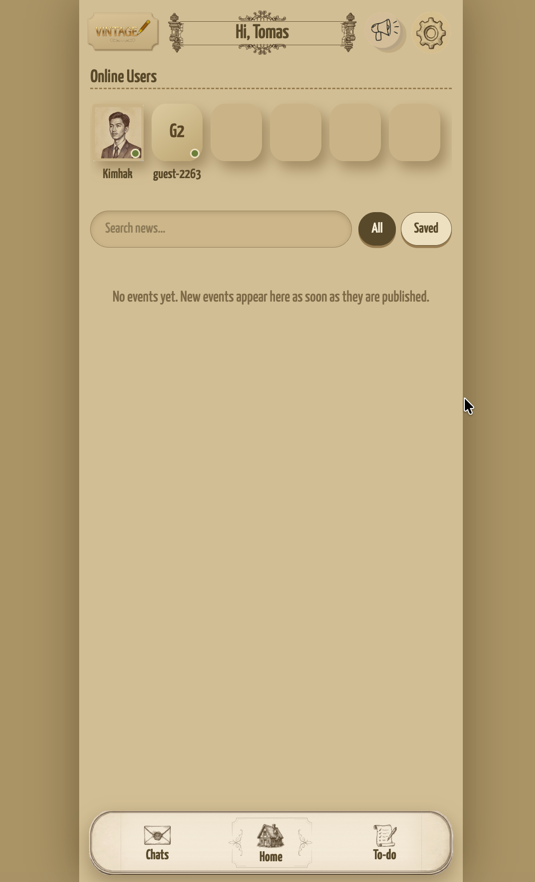 VINTAGE
Hi, Tomas
Online Users
G2
Kimhak
guest-2263
Search news...
All
Saved
No events yet. New events appear here as soon as they are published.
Chats
Home
To-do